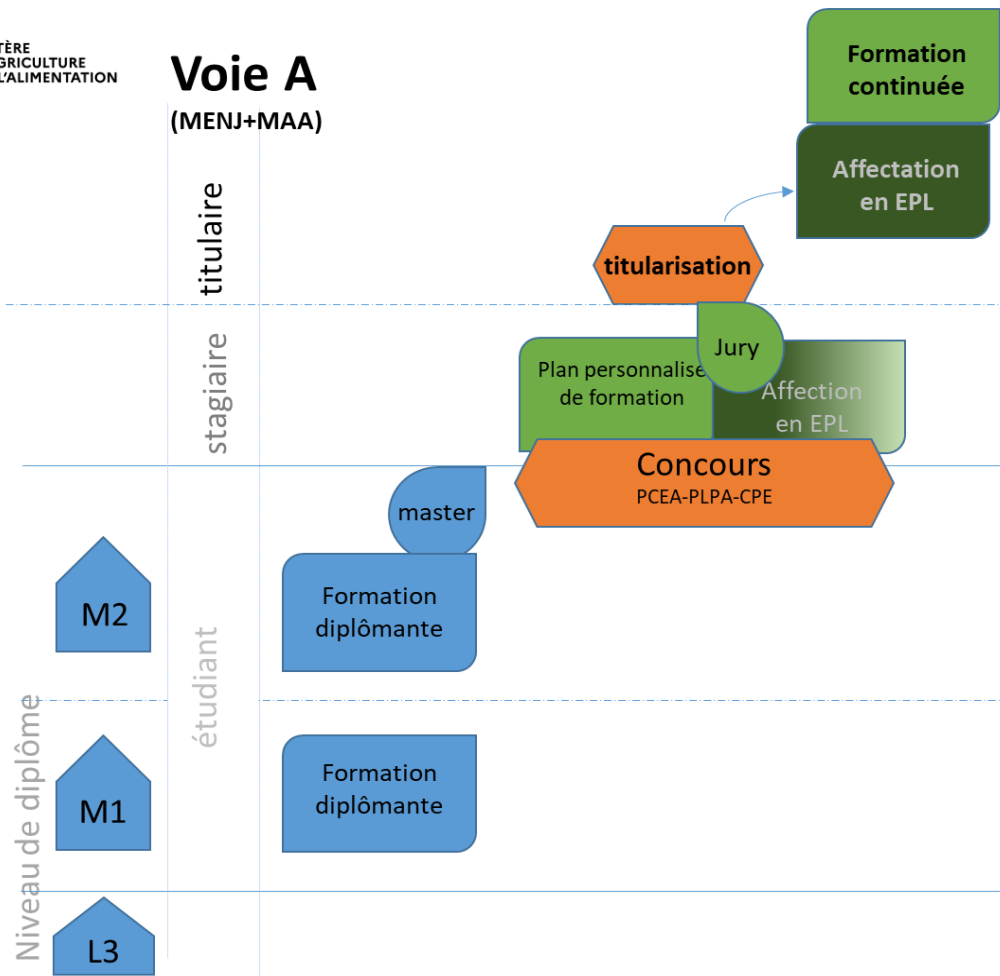 TÈRE
GRICULTURE
L'ALIMENTATION
Voie A
(MENJ+MAA)
Formation
continuée
Affectation
en EPL
titulaire
titularisation
stagiaire
Jury
Plan personnalisé
de formation
Affection
en EPL
Concours
PCEA-PLPA-CPE
master
M2
Formation
diplômante
étudiant
Niveau de diplôme
M1
Formation
diplômante
L3